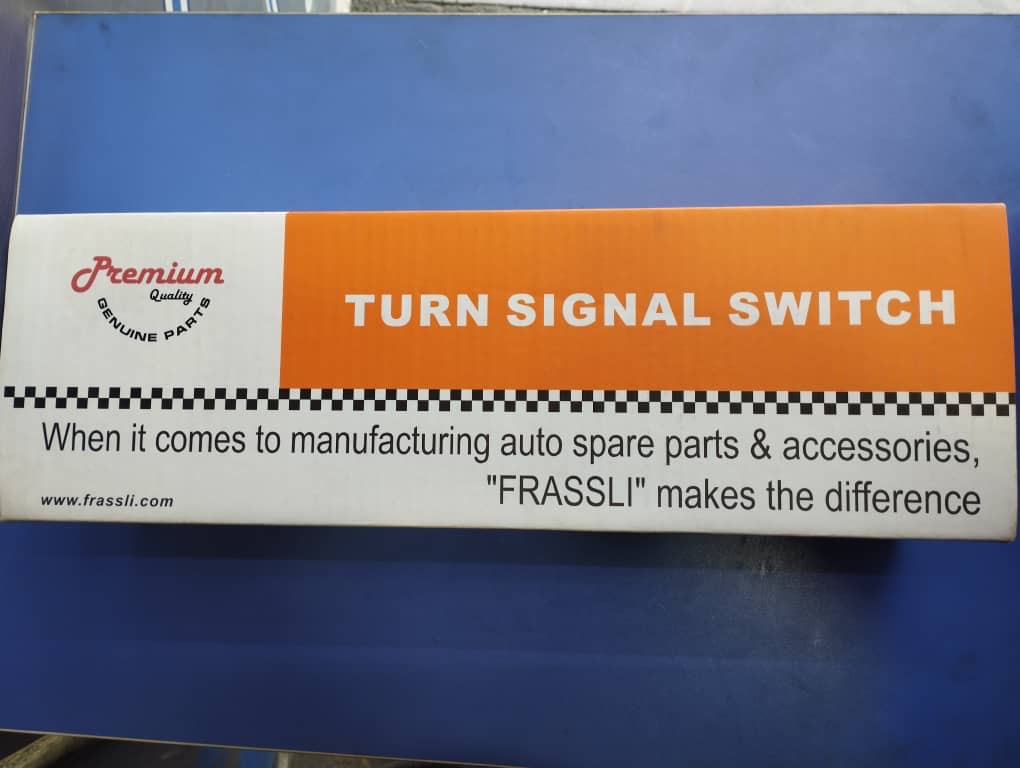 Premium
Quality
GENUINE PARTS
TURN SIGNAL SWITCH
When it comes to manufacturing auto spare parts & accessories,
"FRASSLI" makes the difference
www.frassli.com